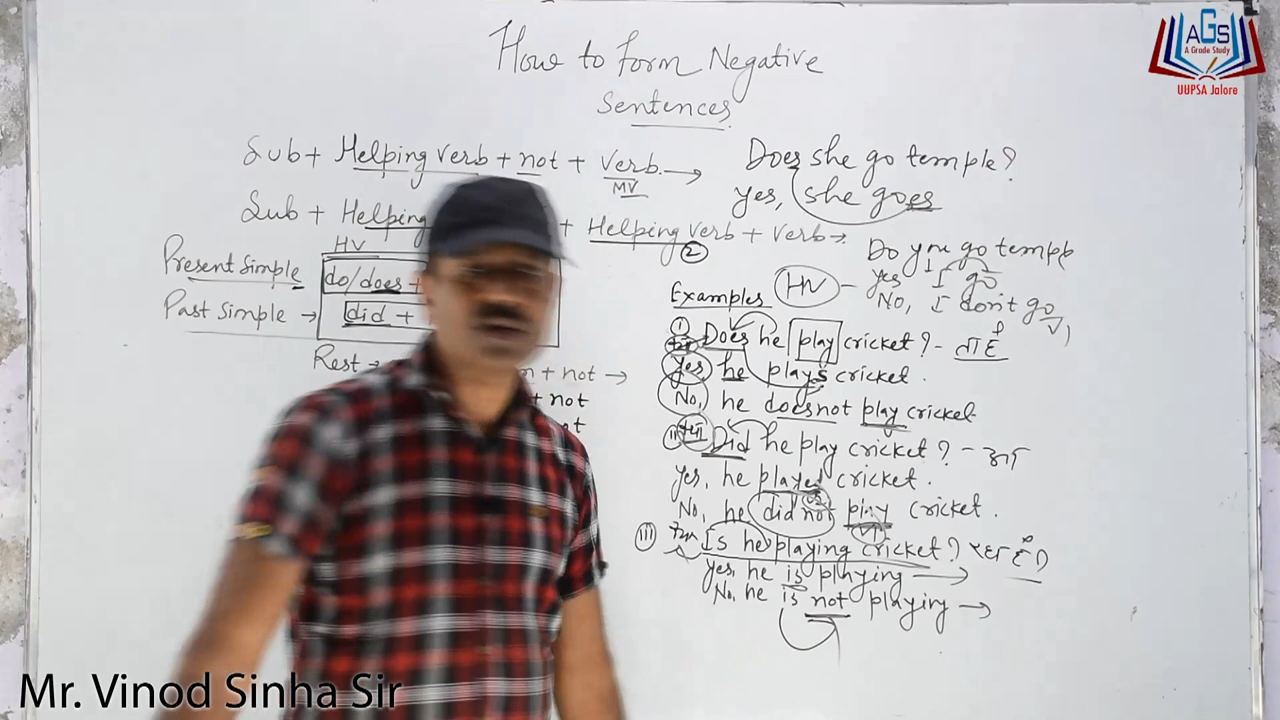 How to form Negative
Sentences
Sub + Helping verb + not + Verb →
MV
Sub + Helping + Helping verb + Verb →
②
HV
Present Simple do/does +
Past Simple → did +
Rest → + not →
+ not
Does she go temple?
Yes, she goes
Do you go temple
Yes I go
No, I don't go
V1
Examples HV –
① Does he play cricket? – ता है
Yes he plays cricket.
No, he does not play cricket
II Did he play cricket? –
Yes, he played cricket.
No, he did not play cricket.
V1
III Is he playing cricket? रहा है
Yes, he is playing →
No, he is not playing →
AGS
A Grade Study
UUPSA Jalore
Mr. Vinod Sinha Sir